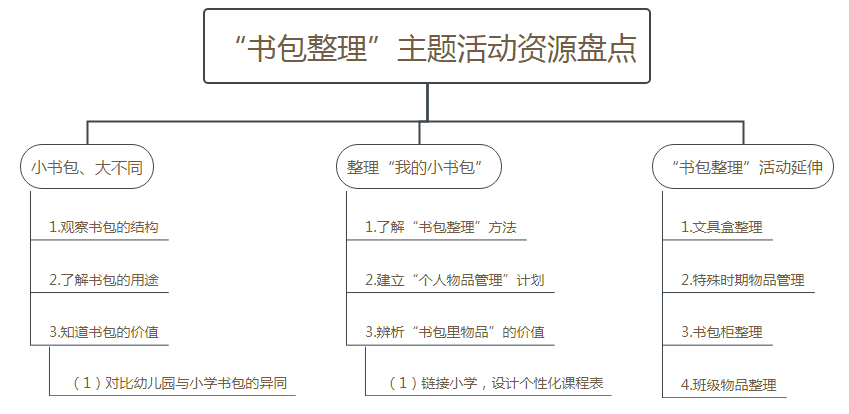 “书包整理”主题活动资源盘点
小书包、大不同
1.观察书包的结构
2.了解书包的用途
3.知道书包的价值
（1）对比幼儿园与小学书包的异同
整理“我的小书包”
1.了解“书包整理”方法
2.建立“个人物品管理”计划
3.辨析“书包里物品”的价值
（1）链接小学，设计个性化课程表
“书包整理”活动延伸
1.文具盒整理
2.特殊时期物品管理
3.书包柜整理
4.班级物品整理